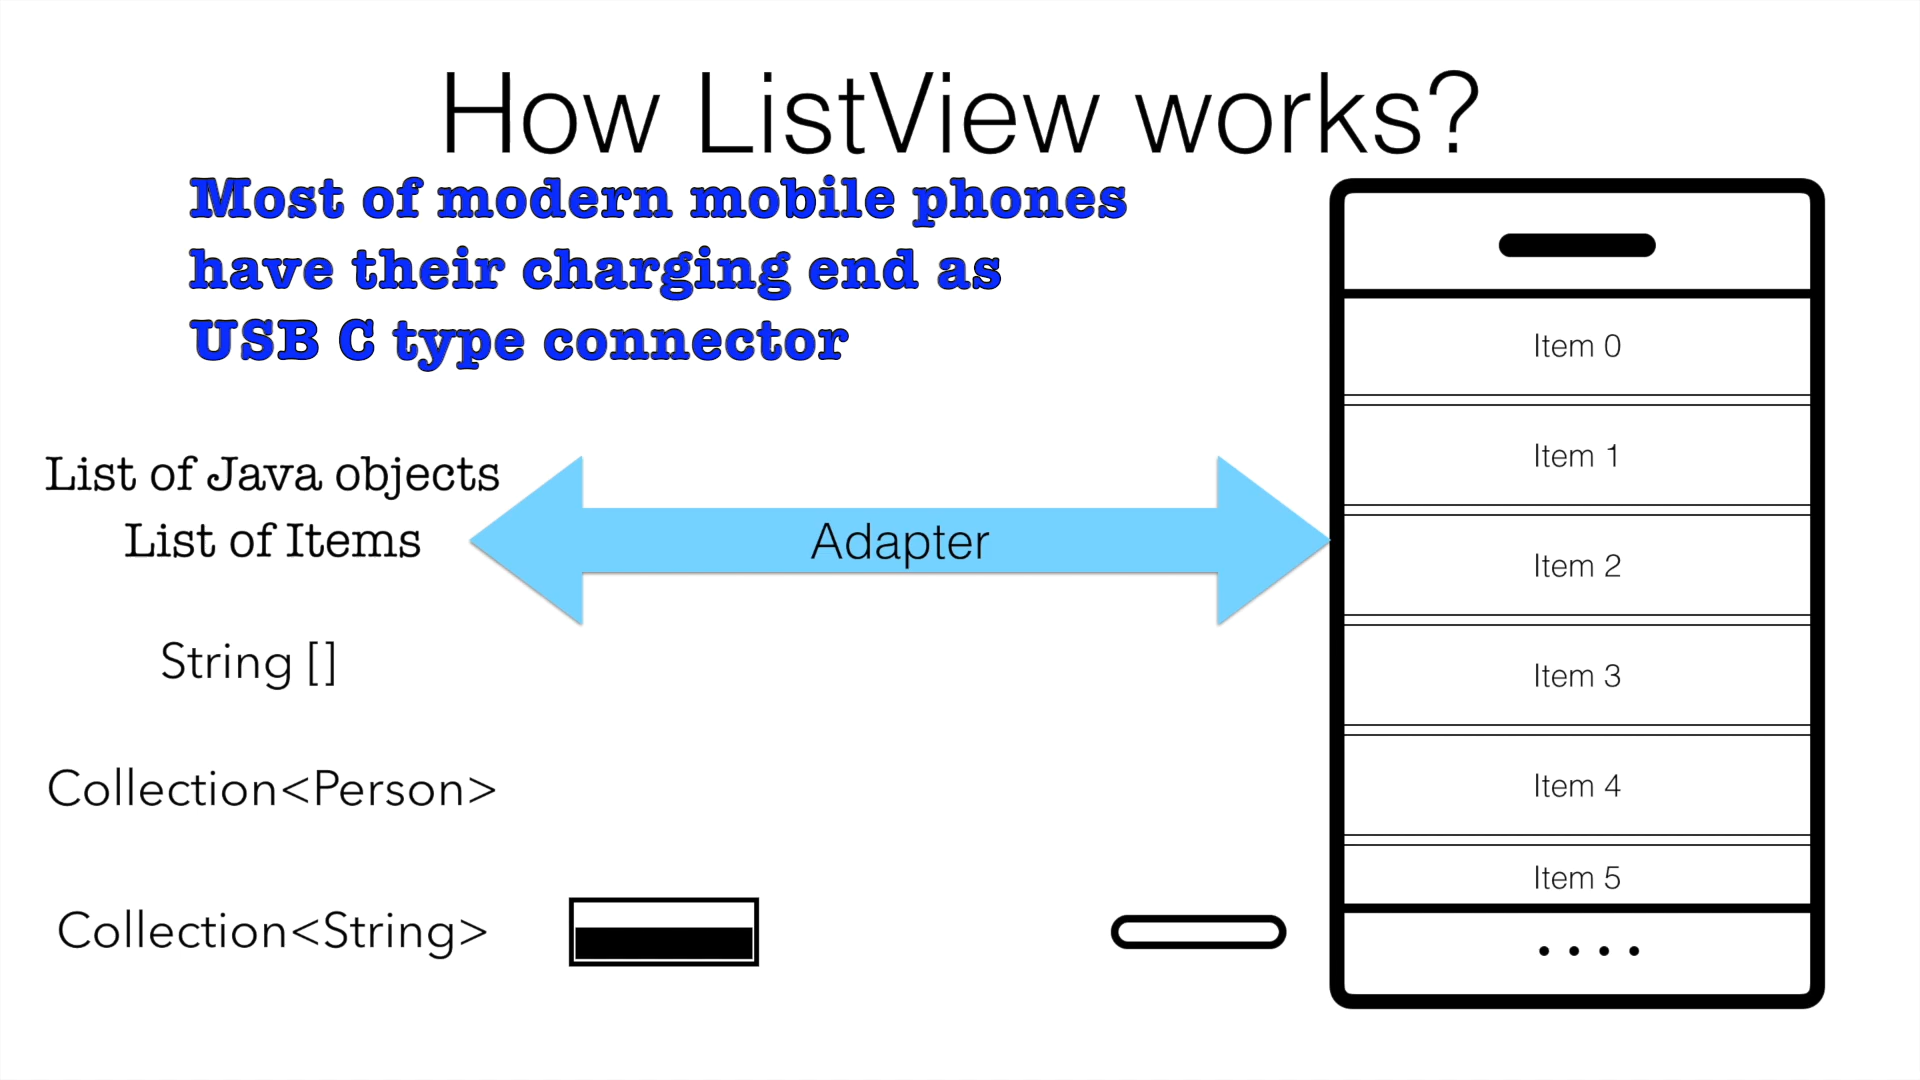 How ListView works?
Most of modern mobile phones
have their charging end as
USB C type connector
List of Java objects
List of Items
String []
Collection<Person>
Collection<String>
Adapter
Item 0
Item 1
Item 2
Item 3
Item 4
Item 5